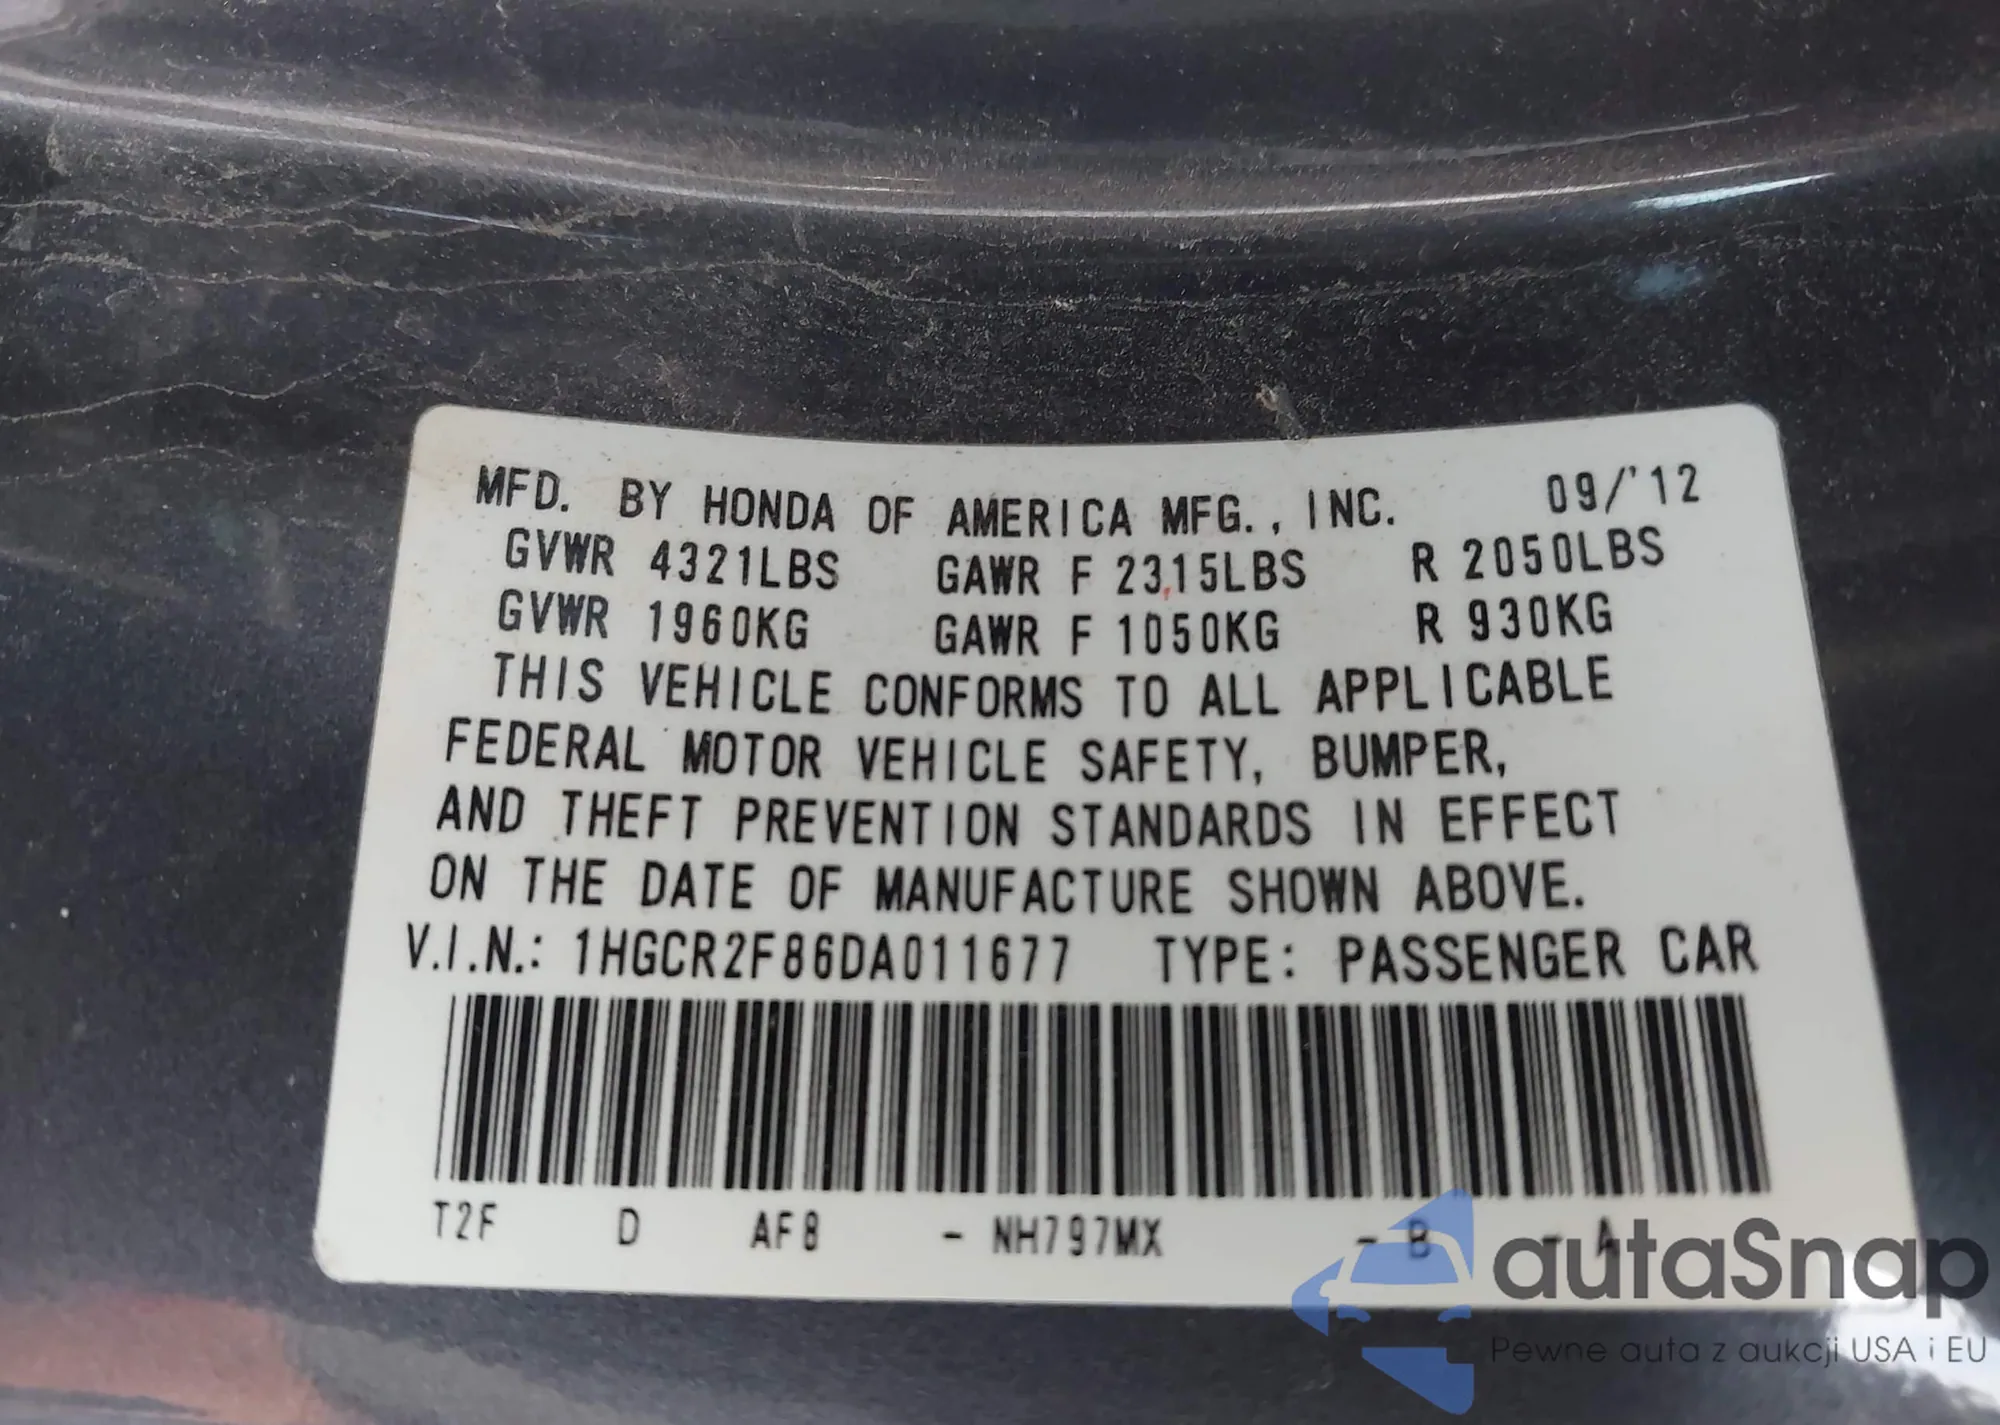 MFD. BY HONDA OF AMERICA MFG., INC. 09/'12
GVWR 4321LBS GAWR F 2315LBS R 2050LBS
GVWR 1960KG GAWR F 1050KG R 930KG
THIS VEHICLE CONFORMS TO ALL APPLICABLE
FEDERAL MOTOR VEHICLE SAFETY, BUMPER,
AND THEFT PREVENTION STANDARDS IN EFFECT
ON THE DATE OF MANUFACTURE SHOWN ABOVE.
V.I.N.: 1HGCR2F86DA011677 TYPE: PASSENGER CAR
T2F D AF8 - NH797MX - B - A
autaSnap
Pewne auta z aukcji USA i EU